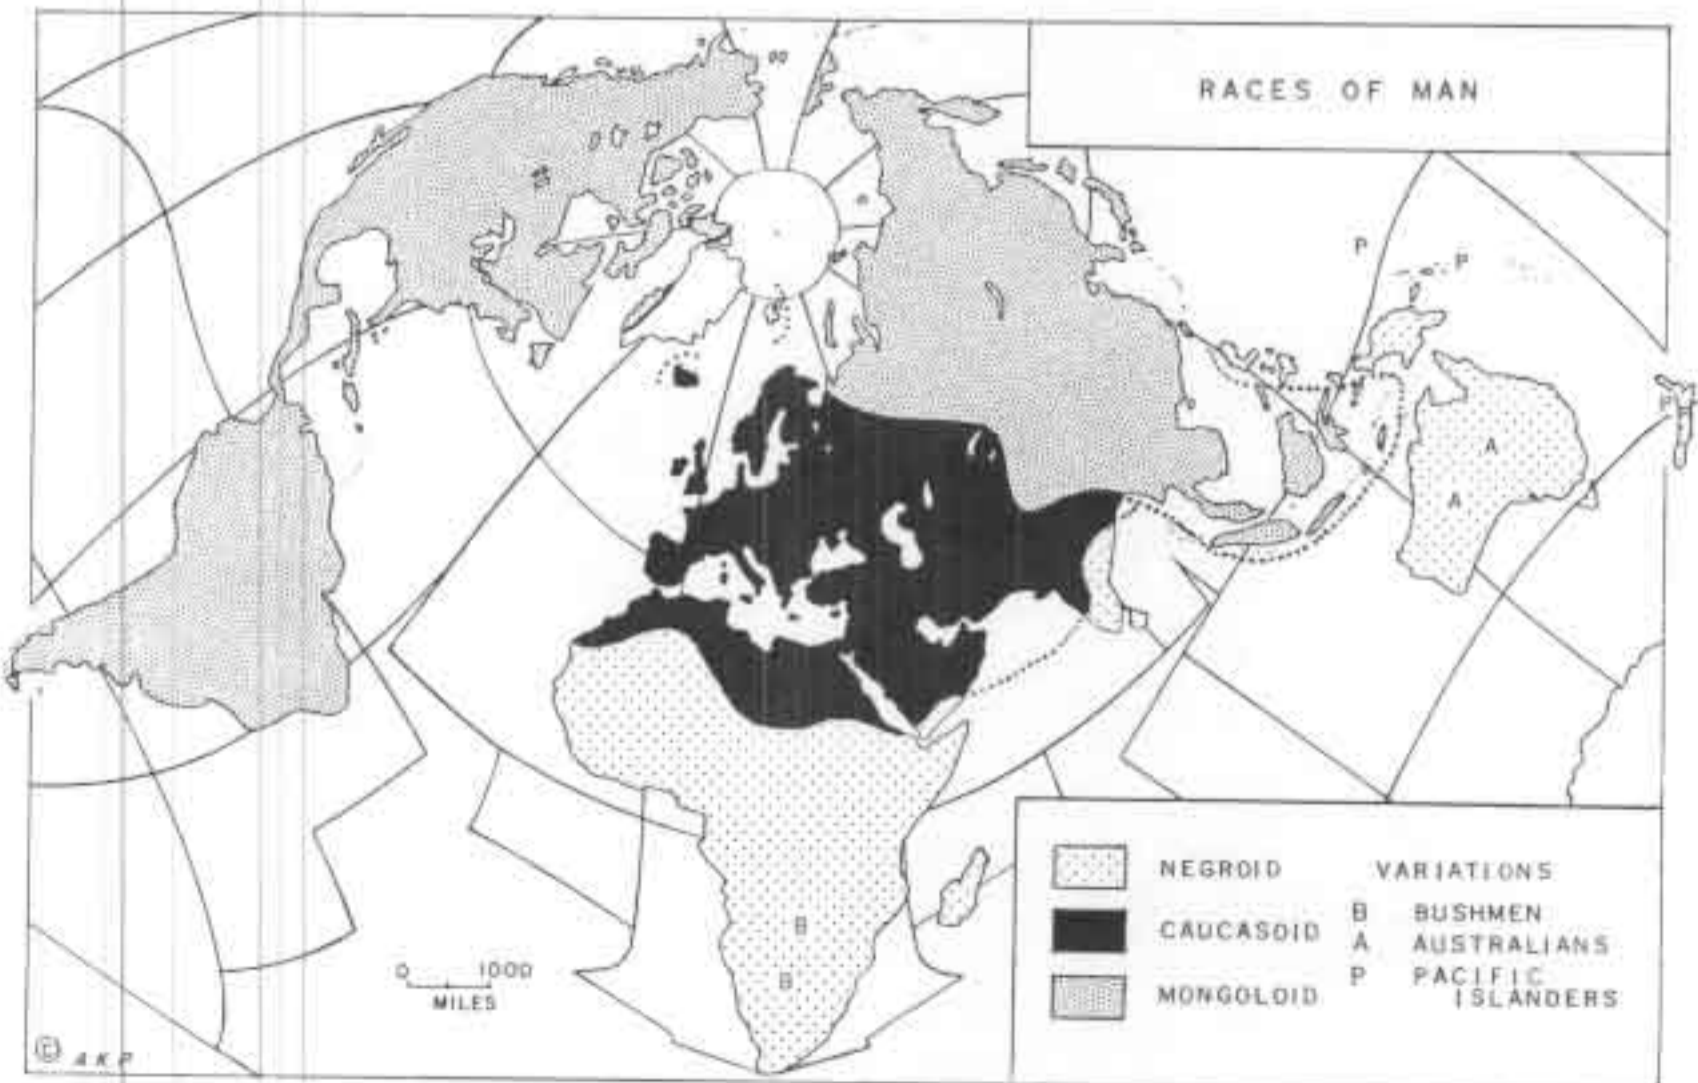 RACES OF MAN
P
P
P
A
A
B
B
0 1000
MILES
NEGROID
CAUCASOID
MONGOLOID
VARIATIONS
B BUSHMEN
A AUSTRALIANS
P PACIFIC
ISLANDERS
© AKP